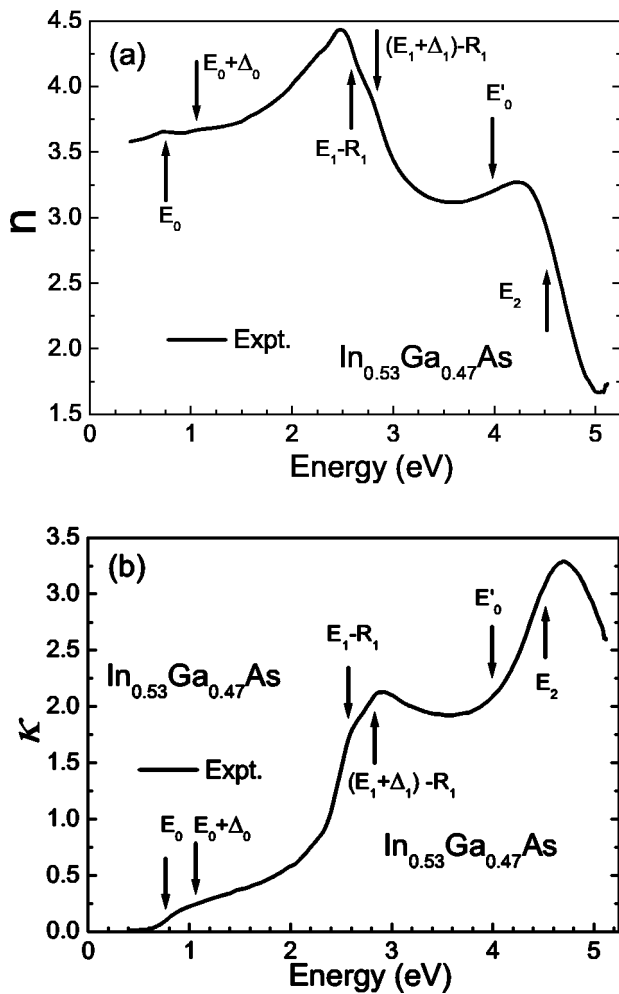 (a)
4.5
4.0
3.5
3.0
2.5
2.0
1.5
n
E₀+Δ₀
(E₁+Δ₁)-R₁
E₀
E₁-R₁
E'₀
E₂
Expt.
In₀.₅₃Ga₀.₄₇As
0 1 2 3 4 5
Energy (eV)
(b)
3.5
3.0
2.5
2.0
1.5
1.0
0.5
0.0
κ
E₁-R₁
E'₀
In₀.₅₃Ga₀.₄₇As
E₂
Expt.
(E₁+Δ₁) -R₁
E₀ E₀+Δ₀
In₀.₅₃Ga₀.₄₇As
0 1 2 3 4 5
Energy (eV)